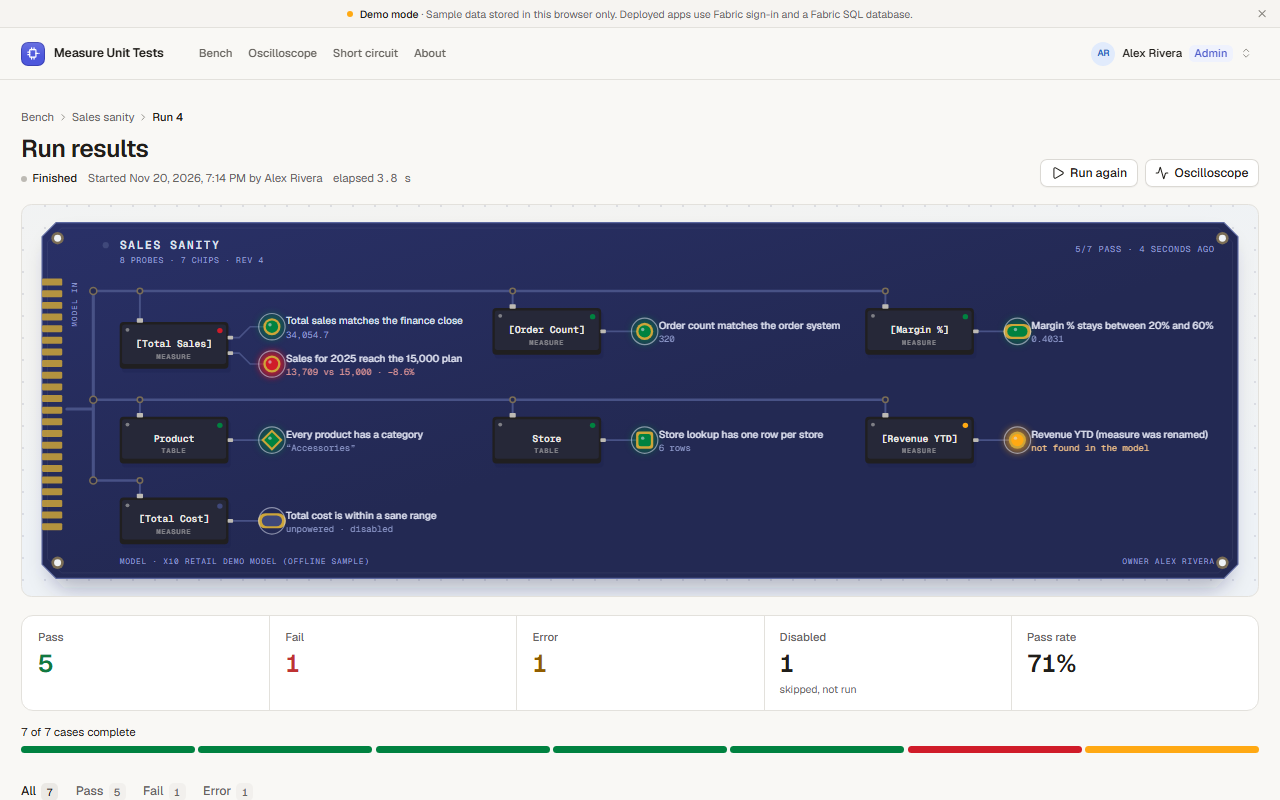 Demo mode · Sample data stored in this browser only. Deployed apps use Fabric sign-in and a Fabric SQL database.
Measure Unit Tests
Bench
Oscilloscope
Short circuit
About
AR
Alex Rivera
Admin
Bench > Sales sanity > Run 4
Run results
Finished Started Nov 20, 2026, 7:14 PM by Alex Rivera elapsed 3.8 s
Run again
Oscilloscope
SALES SANITY
8 PROBES · 7 CHIPS · REV 4
5/7 PASS · 4 SECONDS AGO
MODEL IN
[Total Sales]
MEASURE
Total sales matches the finance close
34,054.7
Sales for 2025 reach the 15,000 plan
13,709 vs 15,000 · −8.6%
[Order Count]
MEASURE
Order count matches the order system
320
[Margin %]
MEASURE
Margin % stays between 20% and 60%
0.4031
Product
TABLE
Every product has a category
"Accessories"
Store
TABLE
Store lookup has one row per store
6 rows
[Revenue YTD]
MEASURE
Revenue YTD (measure was renamed)
not found in the model
[Total Cost]
MEASURE
Total cost is within a sane range
unpowered · disabled
MODEL · X10 RETAIL DEMO MODEL (OFFLINE SAMPLE)
OWNER ALEX RIVERA
Pass
5
Fail
1
Error
1
Disabled
1
skipped, not run
Pass rate
71%
7 of 7 cases complete
All 7
Pass 5
Fail 1
Error 1